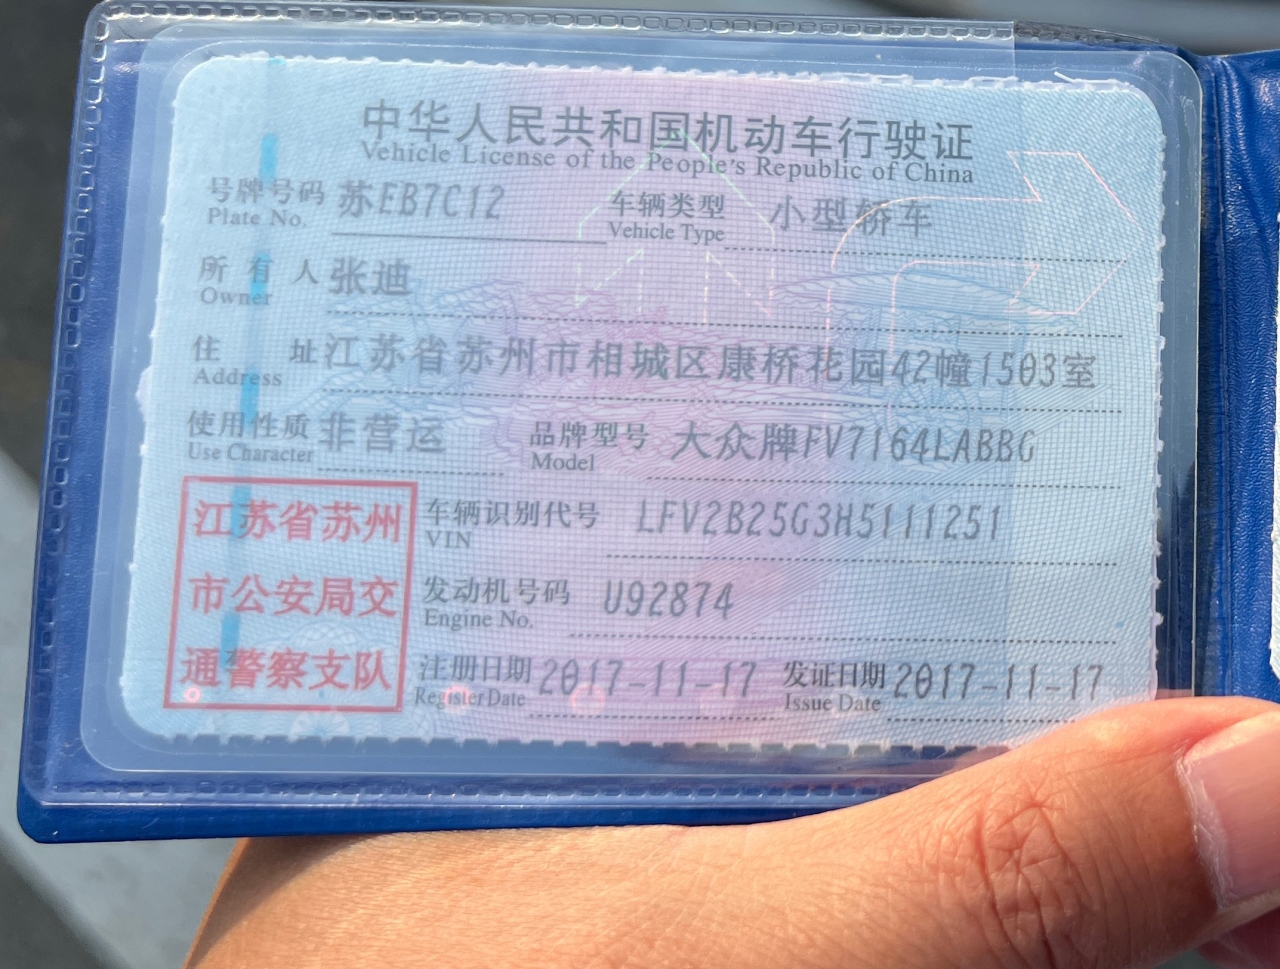 中华人民共和国机动车行驶证
Vehicle License of the People's Republic of China
号牌号码 苏EB7C12 车辆类型 小型轿车
Plate No. Vehicle Type
所有人 张迪
Owner
住址 江苏省苏州市相城区康桥花园42幢1503室
Address
使用性质 非营运 品牌型号 大众牌FV7164LABBG
Use Character Model
江苏省苏州
市公安局交
通警察支队
车辆识别代号 LFV2B25G3H5111251
VIN
发动机号码 U92874
Engine No.
注册日期 2017-11-17 发证日期 2017-11-17
Register Date Issue Date